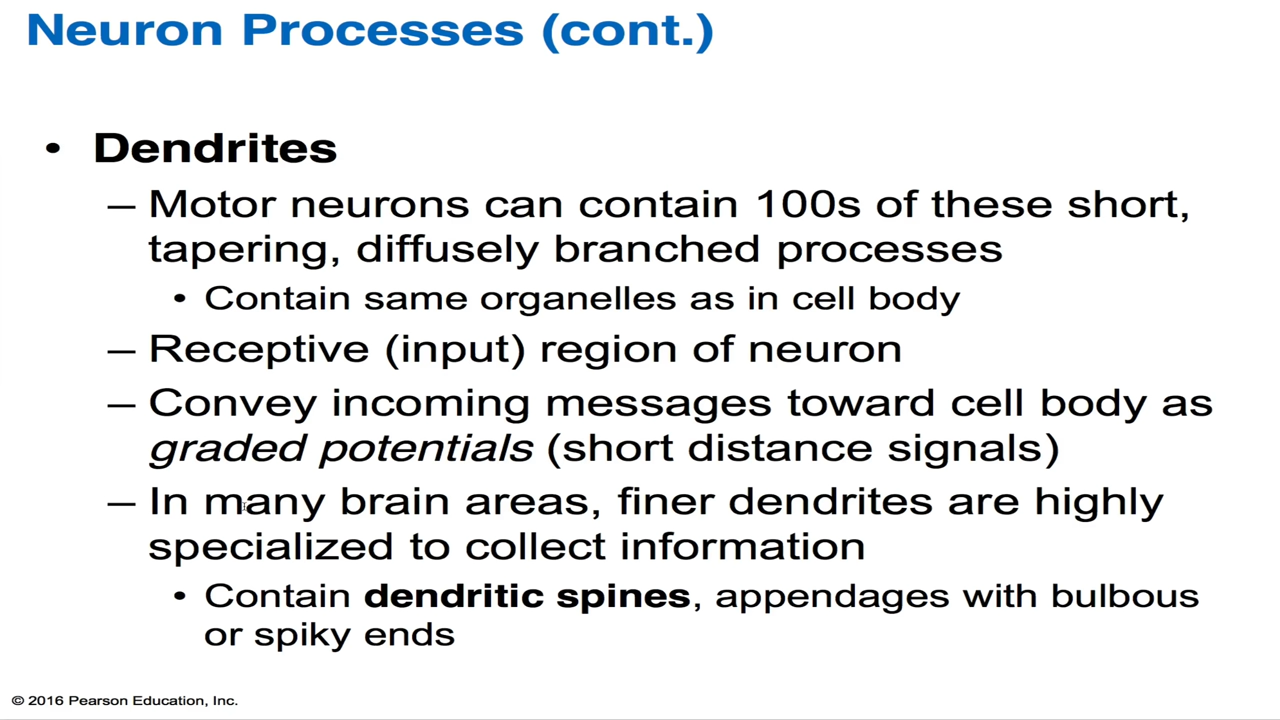 Neuron Processes (cont.)
• Dendrites
– Motor neurons can contain 100s of these short,
tapering, diffusely branched processes
• Contain same organelles as in cell body
– Receptive (input) region of neuron
– Convey incoming messages toward cell body as
graded potentials (short distance signals)
– In many brain areas, finer dendrites are highly
specialized to collect information
• Contain dendritic spines, appendages with bulbous
or spiky ends
© 2016 Pearson Education, Inc.